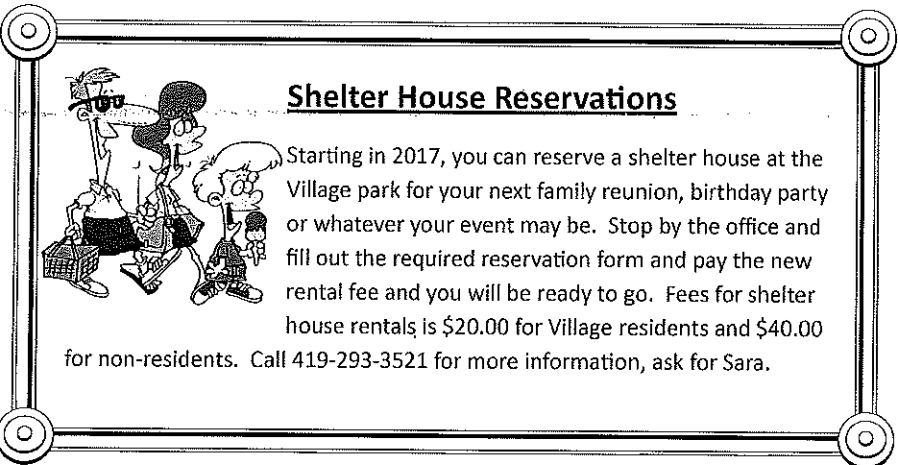 Shelter House Reservations
Starting in 2017, you can reserve a shelter house at the
Village park for your next family reunion, birthday party
or whatever your event may be.  Stop by the office and
fill out the required reservation form and pay the new
rental fee and you will be ready to go.  Fees for shelter
house rentals is $20.00 for Village residents and $40.00
for non-residents.  Call 419-293-3521 for more information, ask for Sara.